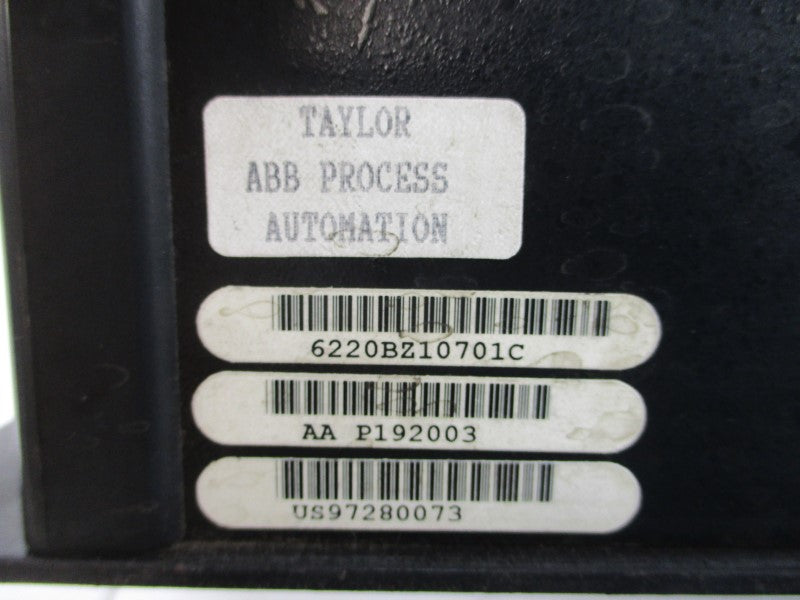 TAYLOR
ABB PROCESS
AUTOMATION
6220BZ10701C
AA P192003
US97280073